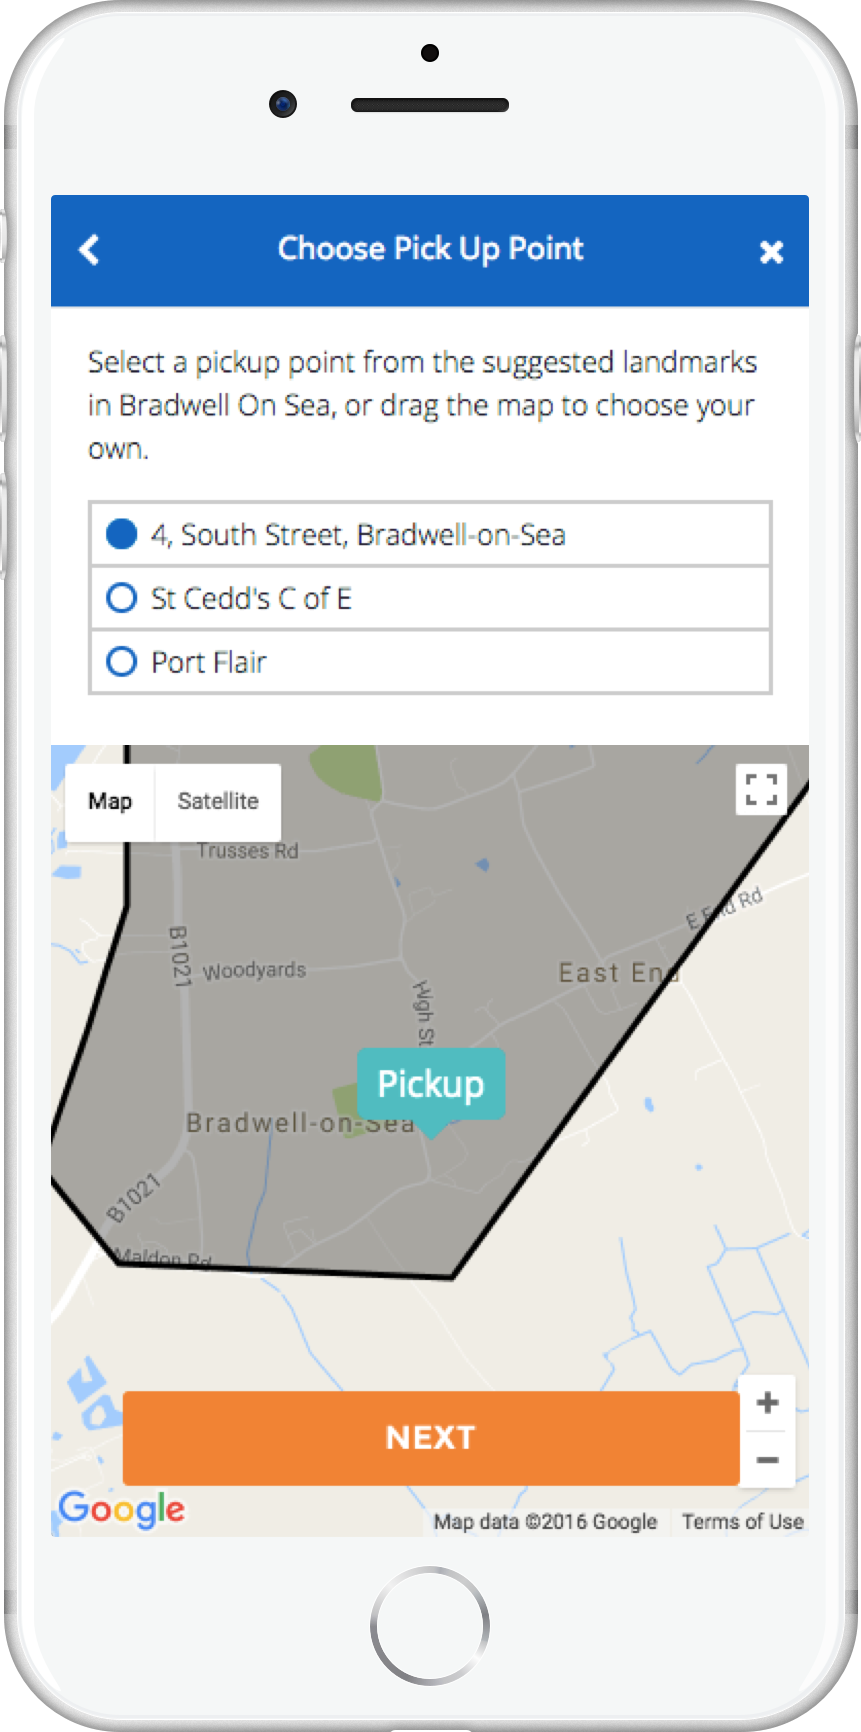 Choose Pick Up Point
Select a pickup point from the suggested landmarks
in Bradwell On Sea, or drag the map to choose your
own.
4, South Street, Bradwell-on-Sea
St Cedd's C of E
Port Flair
Map
Satellite
Trusses Rd
E End Rd
B1021
Woodyards
East End
High St
Pickup
Bradwell-on-Sea
B1021
Maldon Rd
NEXT
+
−
Google
Map data ©2016 Google
Terms of Use